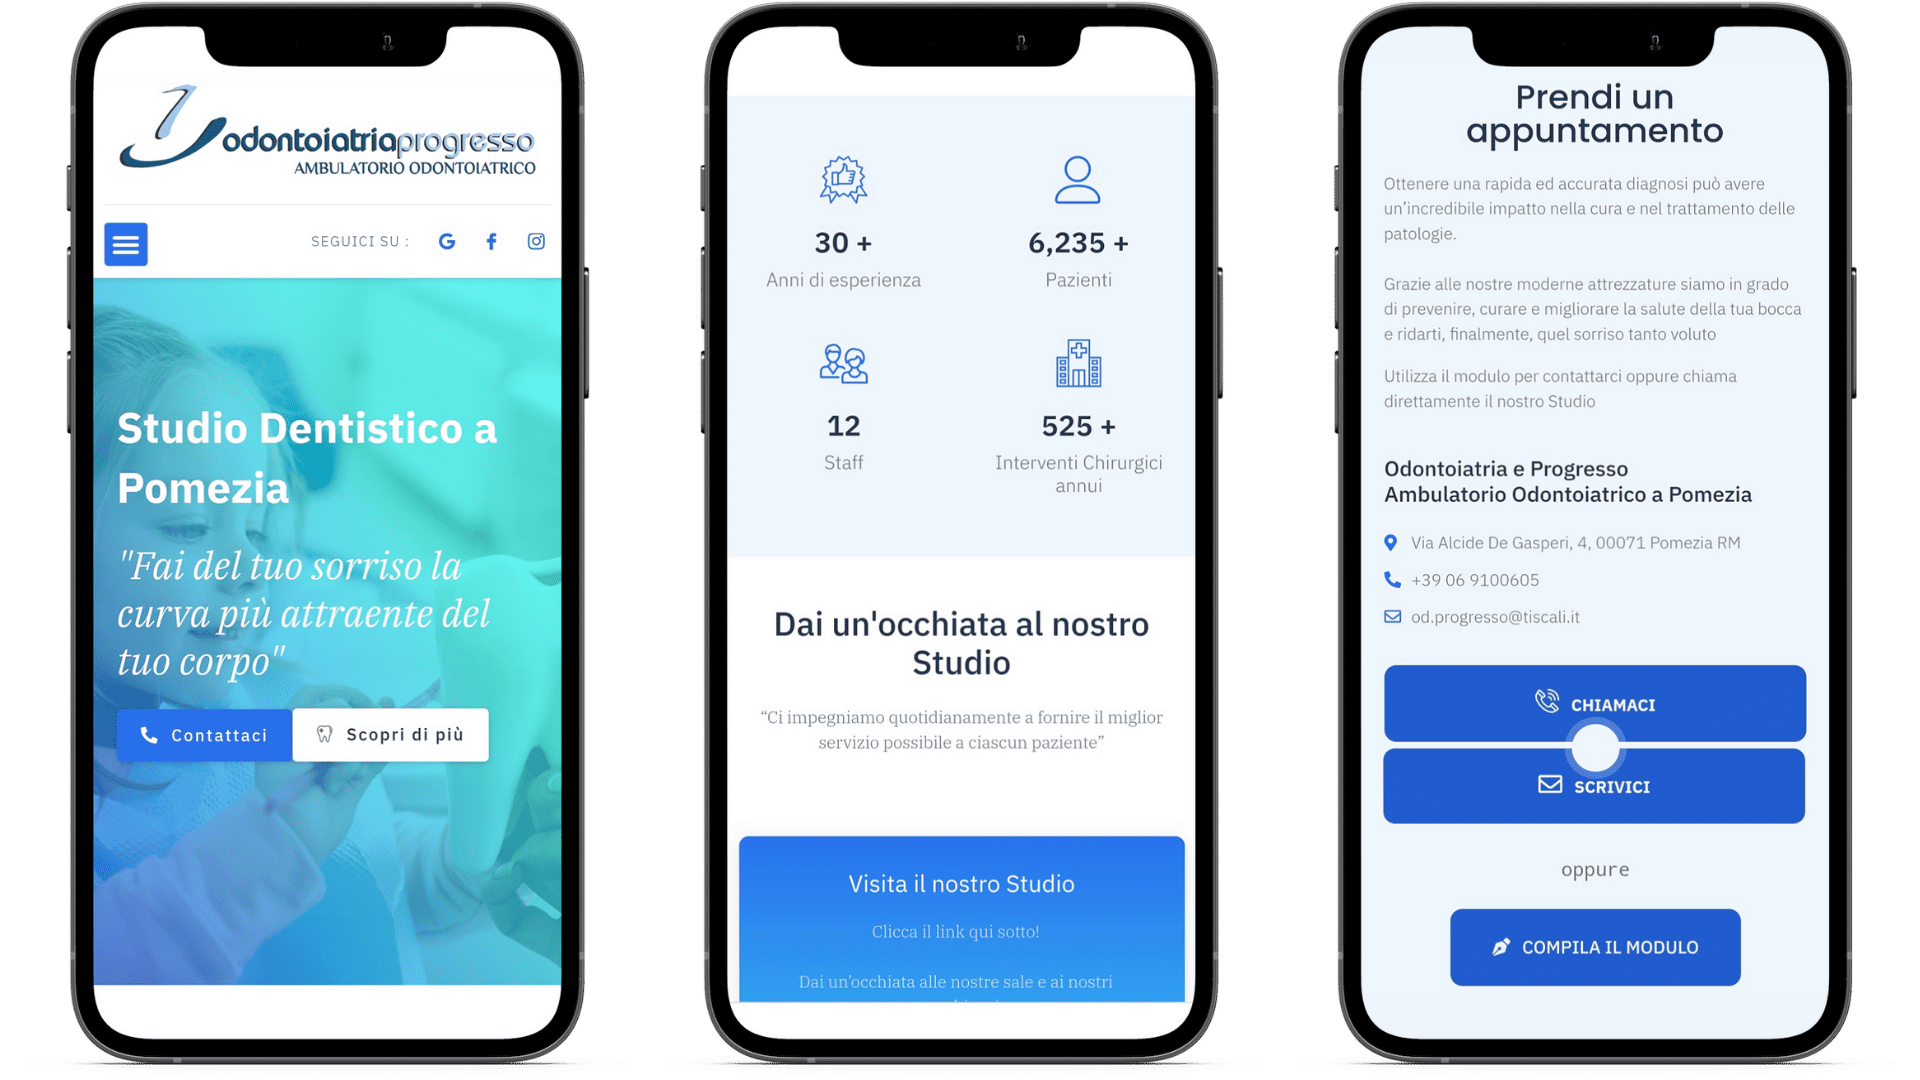 odontoiatriaprogresso
AMBULATORIO ODONTOIATRICO
SEGUICI SU :
Studio Dentistico a
Pomezia
"Fai del tuo sorriso la
curva più attraente del
tuo corpo"
Contattaci
Scopri di più
30 +
Anni di esperienza
6,235 +
Pazienti
12
Staff
525 +
Interventi Chirurgici
annui
Dai un'occhiata al nostro
Studio
“Ci impegniamo quotidianamente a fornire il miglior
servizio possibile a ciascun paziente”
Visita il nostro Studio
Clicca il link qui sotto!
Dai un’occhiata alle nostre sale e ai nostri
Prendi un
appuntamento
Ottenere una rapida ed accurata diagnosi può avere
un’incredibile impatto nella cura e nel trattamento delle
patologie.
Grazie alle nostre moderne attrezzature siamo in grado
di prevenire, curare e migliorare la salute della tua bocca
e ridarti, finalmente, quel sorriso tanto voluto
Utilizza il modulo per contattarci oppure chiama
direttamente il nostro Studio
Odontoiatria e Progresso
Ambulatorio Odontoiatrico a Pomezia
Via Alcide De Gasperi, 4, 00071 Pomezia RM
+39 06 9100605
od.progresso@tiscali.it
CHIAMACI
SCRIVICI
oppure
COMPILA IL MODULO